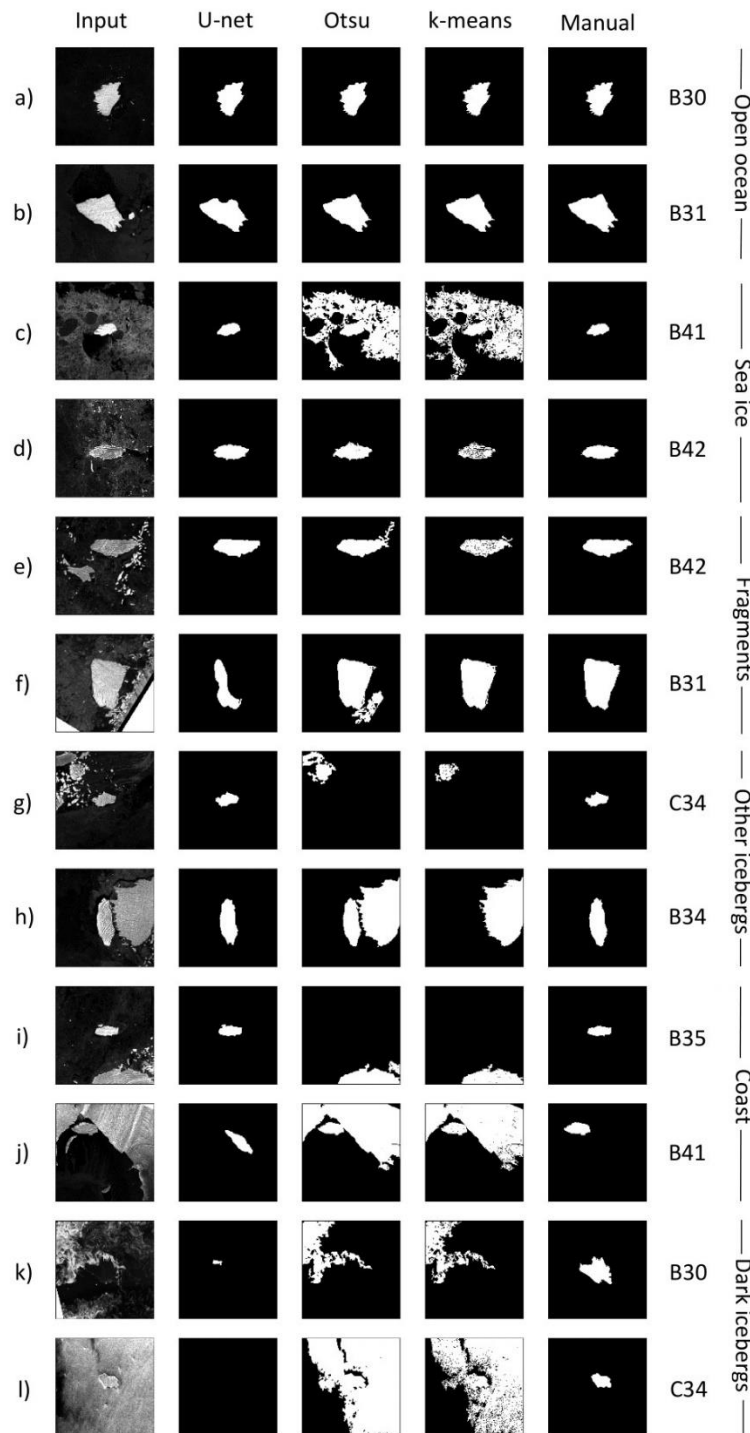 Input U-net Otsu k-means Manual
a) B30
b) B31
Open ocean
c) B41
d) B42
Sea ice
e) B42
f) B31
Fragments
g) C34
h) B34
Other icebergs
i) B35
j) B41
Coast
k) B30
l) C34
Dark icebergs